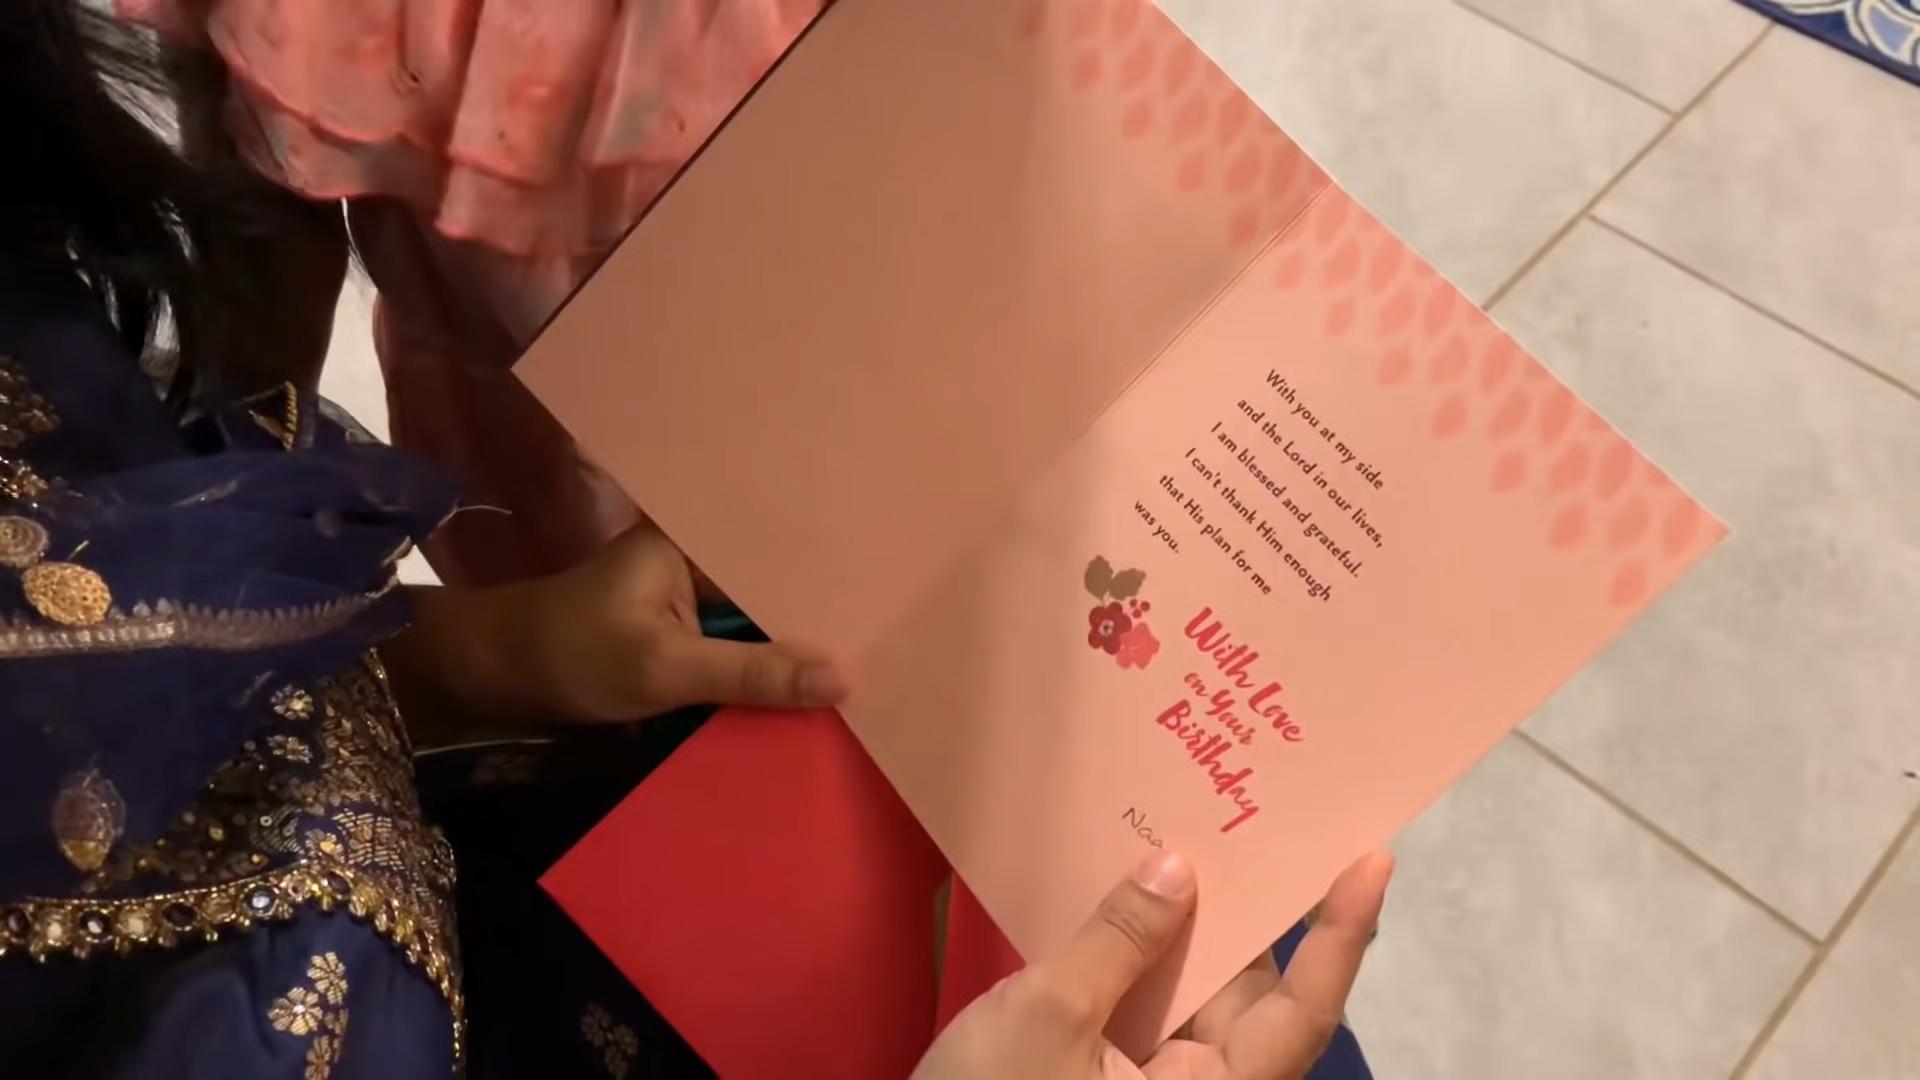 With you at my side
and the Lord in our lives,
I am blessed and grateful.
I can't thank Him enough
that His plan for me
was you.
With Love
on Your
Birthday